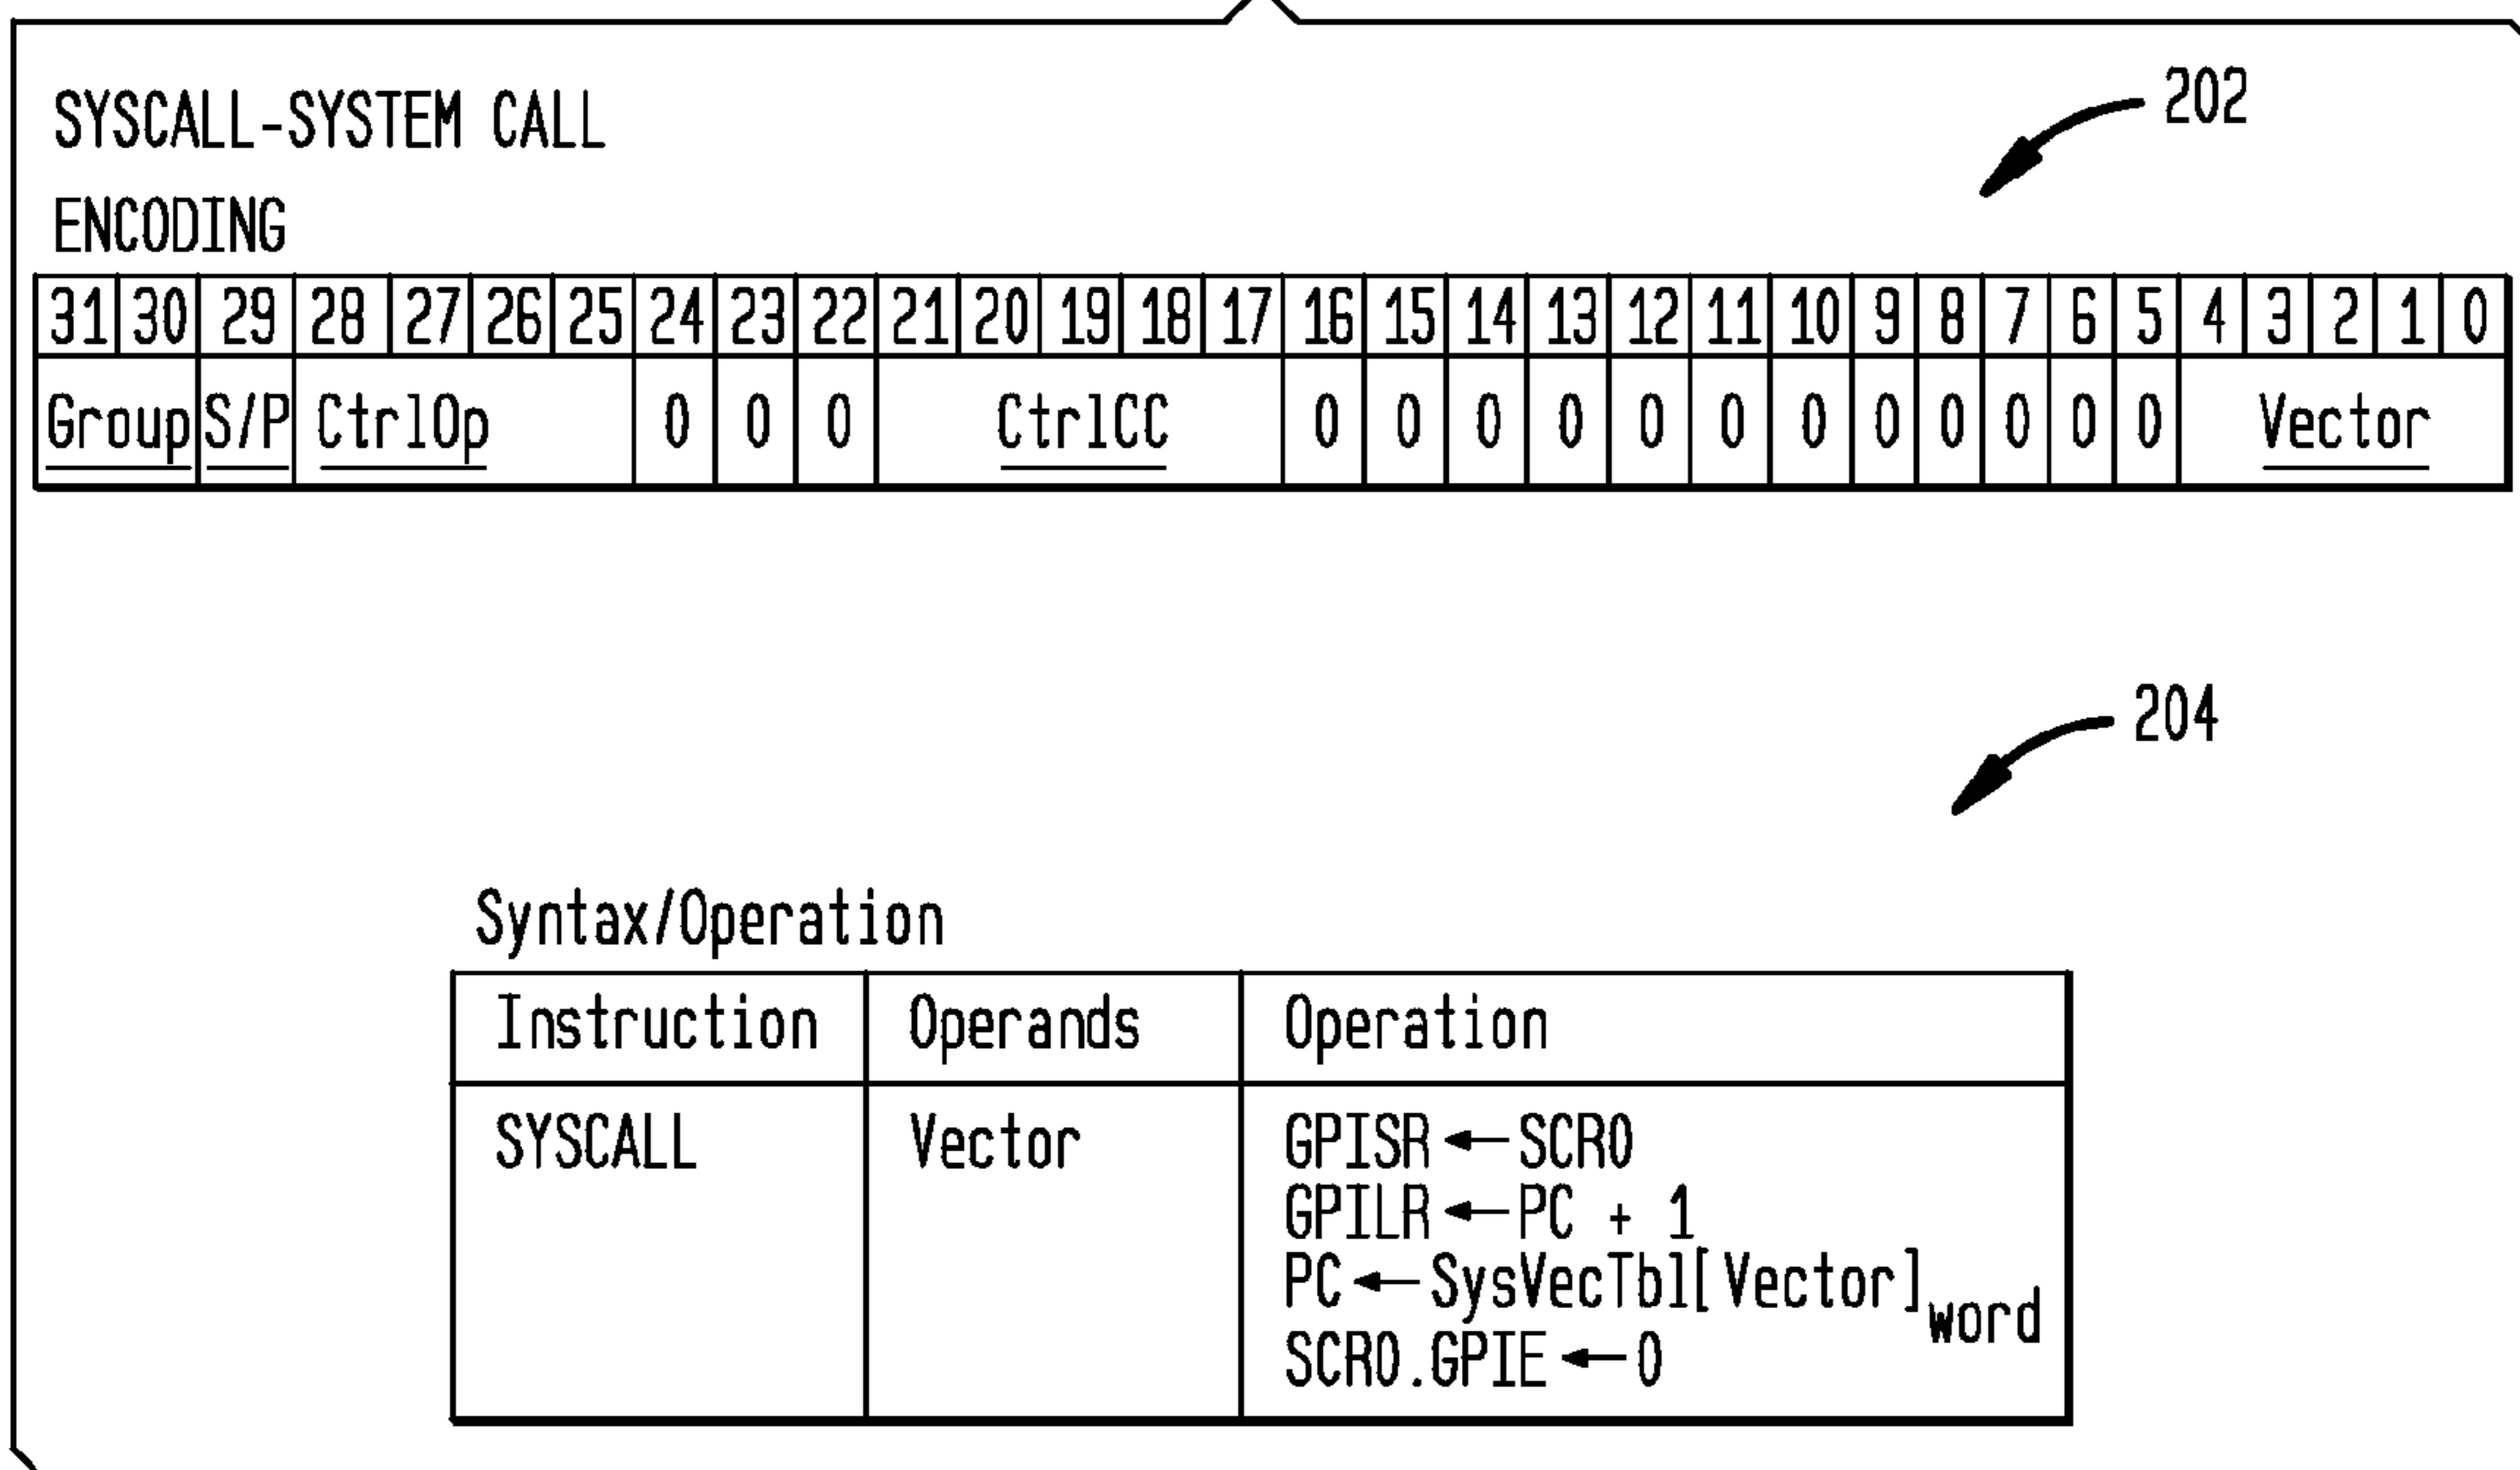 202
SYSCALL-SYSTEM CALL
ENCODING
31 30 29 28 27 26 25 24 23 22 21 20 19 18 17 16 15 14 13 12 11 10 9 8 7 6 5 4 3 2 1 0
Group S/P CtrlOp 0 0 0 CtrlCC 0 0 0 0 0 0 0 0 0 0 0 0 Vector
204
Syntax/Operation
Instruction Operands Operation
SYSCALL Vector GPISR ← SCR0
GPILR ← PC + 1
PC ← SysVecTbl[Vector]word
SCR0.GPIE ← 0